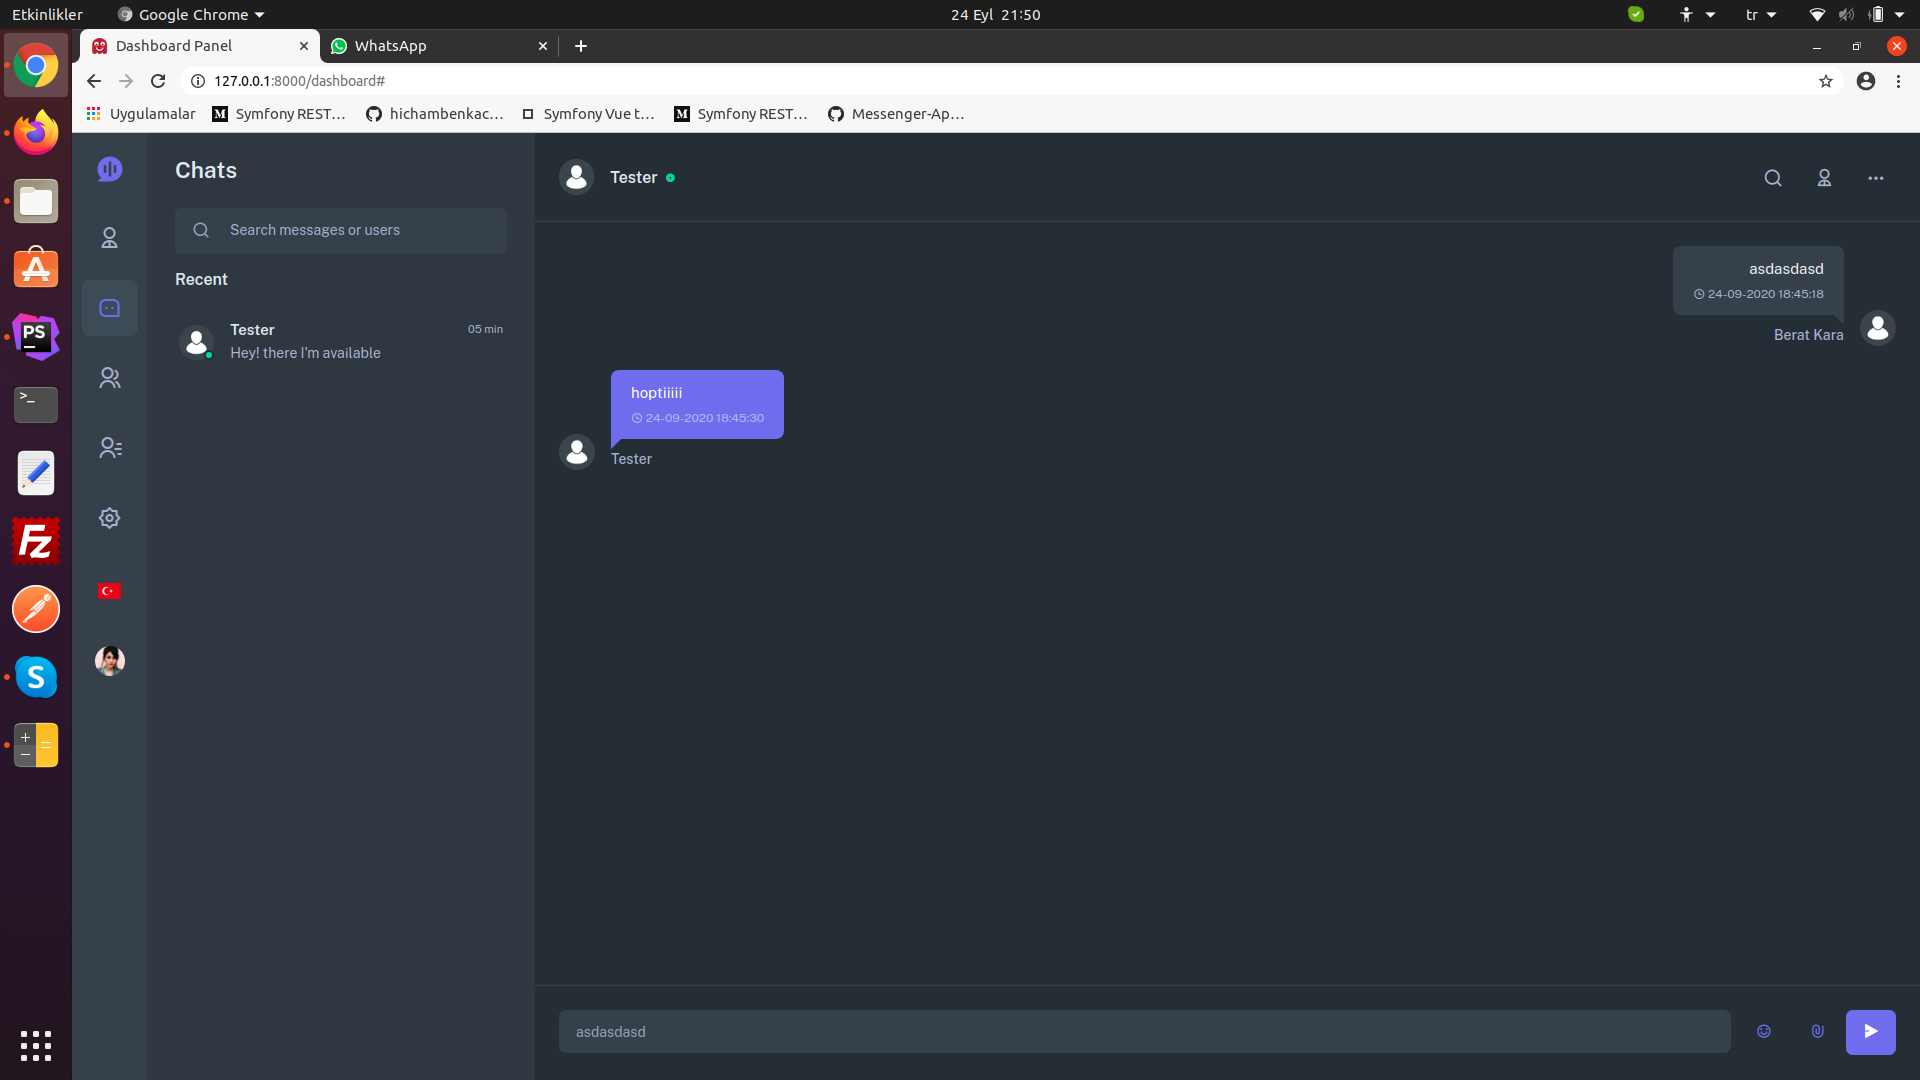 Etkinlikler
Google Chrome
24 Eyl 21:50
tr
Dashboard Panel
WhatsApp
127.0.0.1:8000/dashboard#
Uygulamalar
M Symfony REST…
hichambenkac…
Symfony Vue t…
M Symfony REST…
Messenger-Ap…
Chats
Search messages or users
Recent
Tester
05 min
Hey! there I'm available
Tester
asdasdasd
24-09-2020 18:45:18
Berat Kara
hoptiiiii
24-09-2020 18:45:30
Tester
asdasdasd
PS
>_
Fz
S